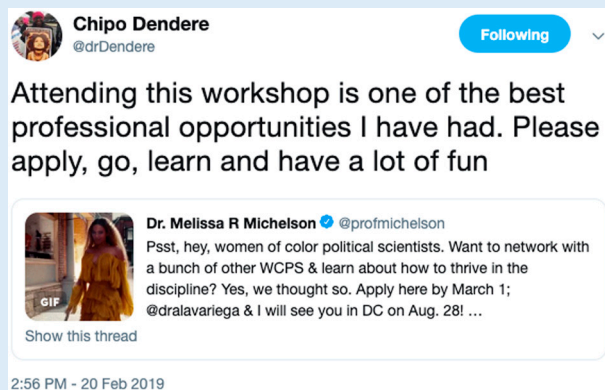 Chipo Dendere
@drDendere
Following
Attending this workshop is one of the best
professional opportunities I have had. Please
apply, go, learn and have a lot of fun
Dr. Melissa R Michelson @profmichelson
Psst, hey, women of color political scientists. Want to network with
a bunch of other WCPS & learn about how to thrive in the
discipline? Yes, we thought so. Apply here by March 1;
@dralavariega & I will see you in DC on Aug. 28! ...
GIF
Show this thread
2:56 PM - 20 Feb 2019